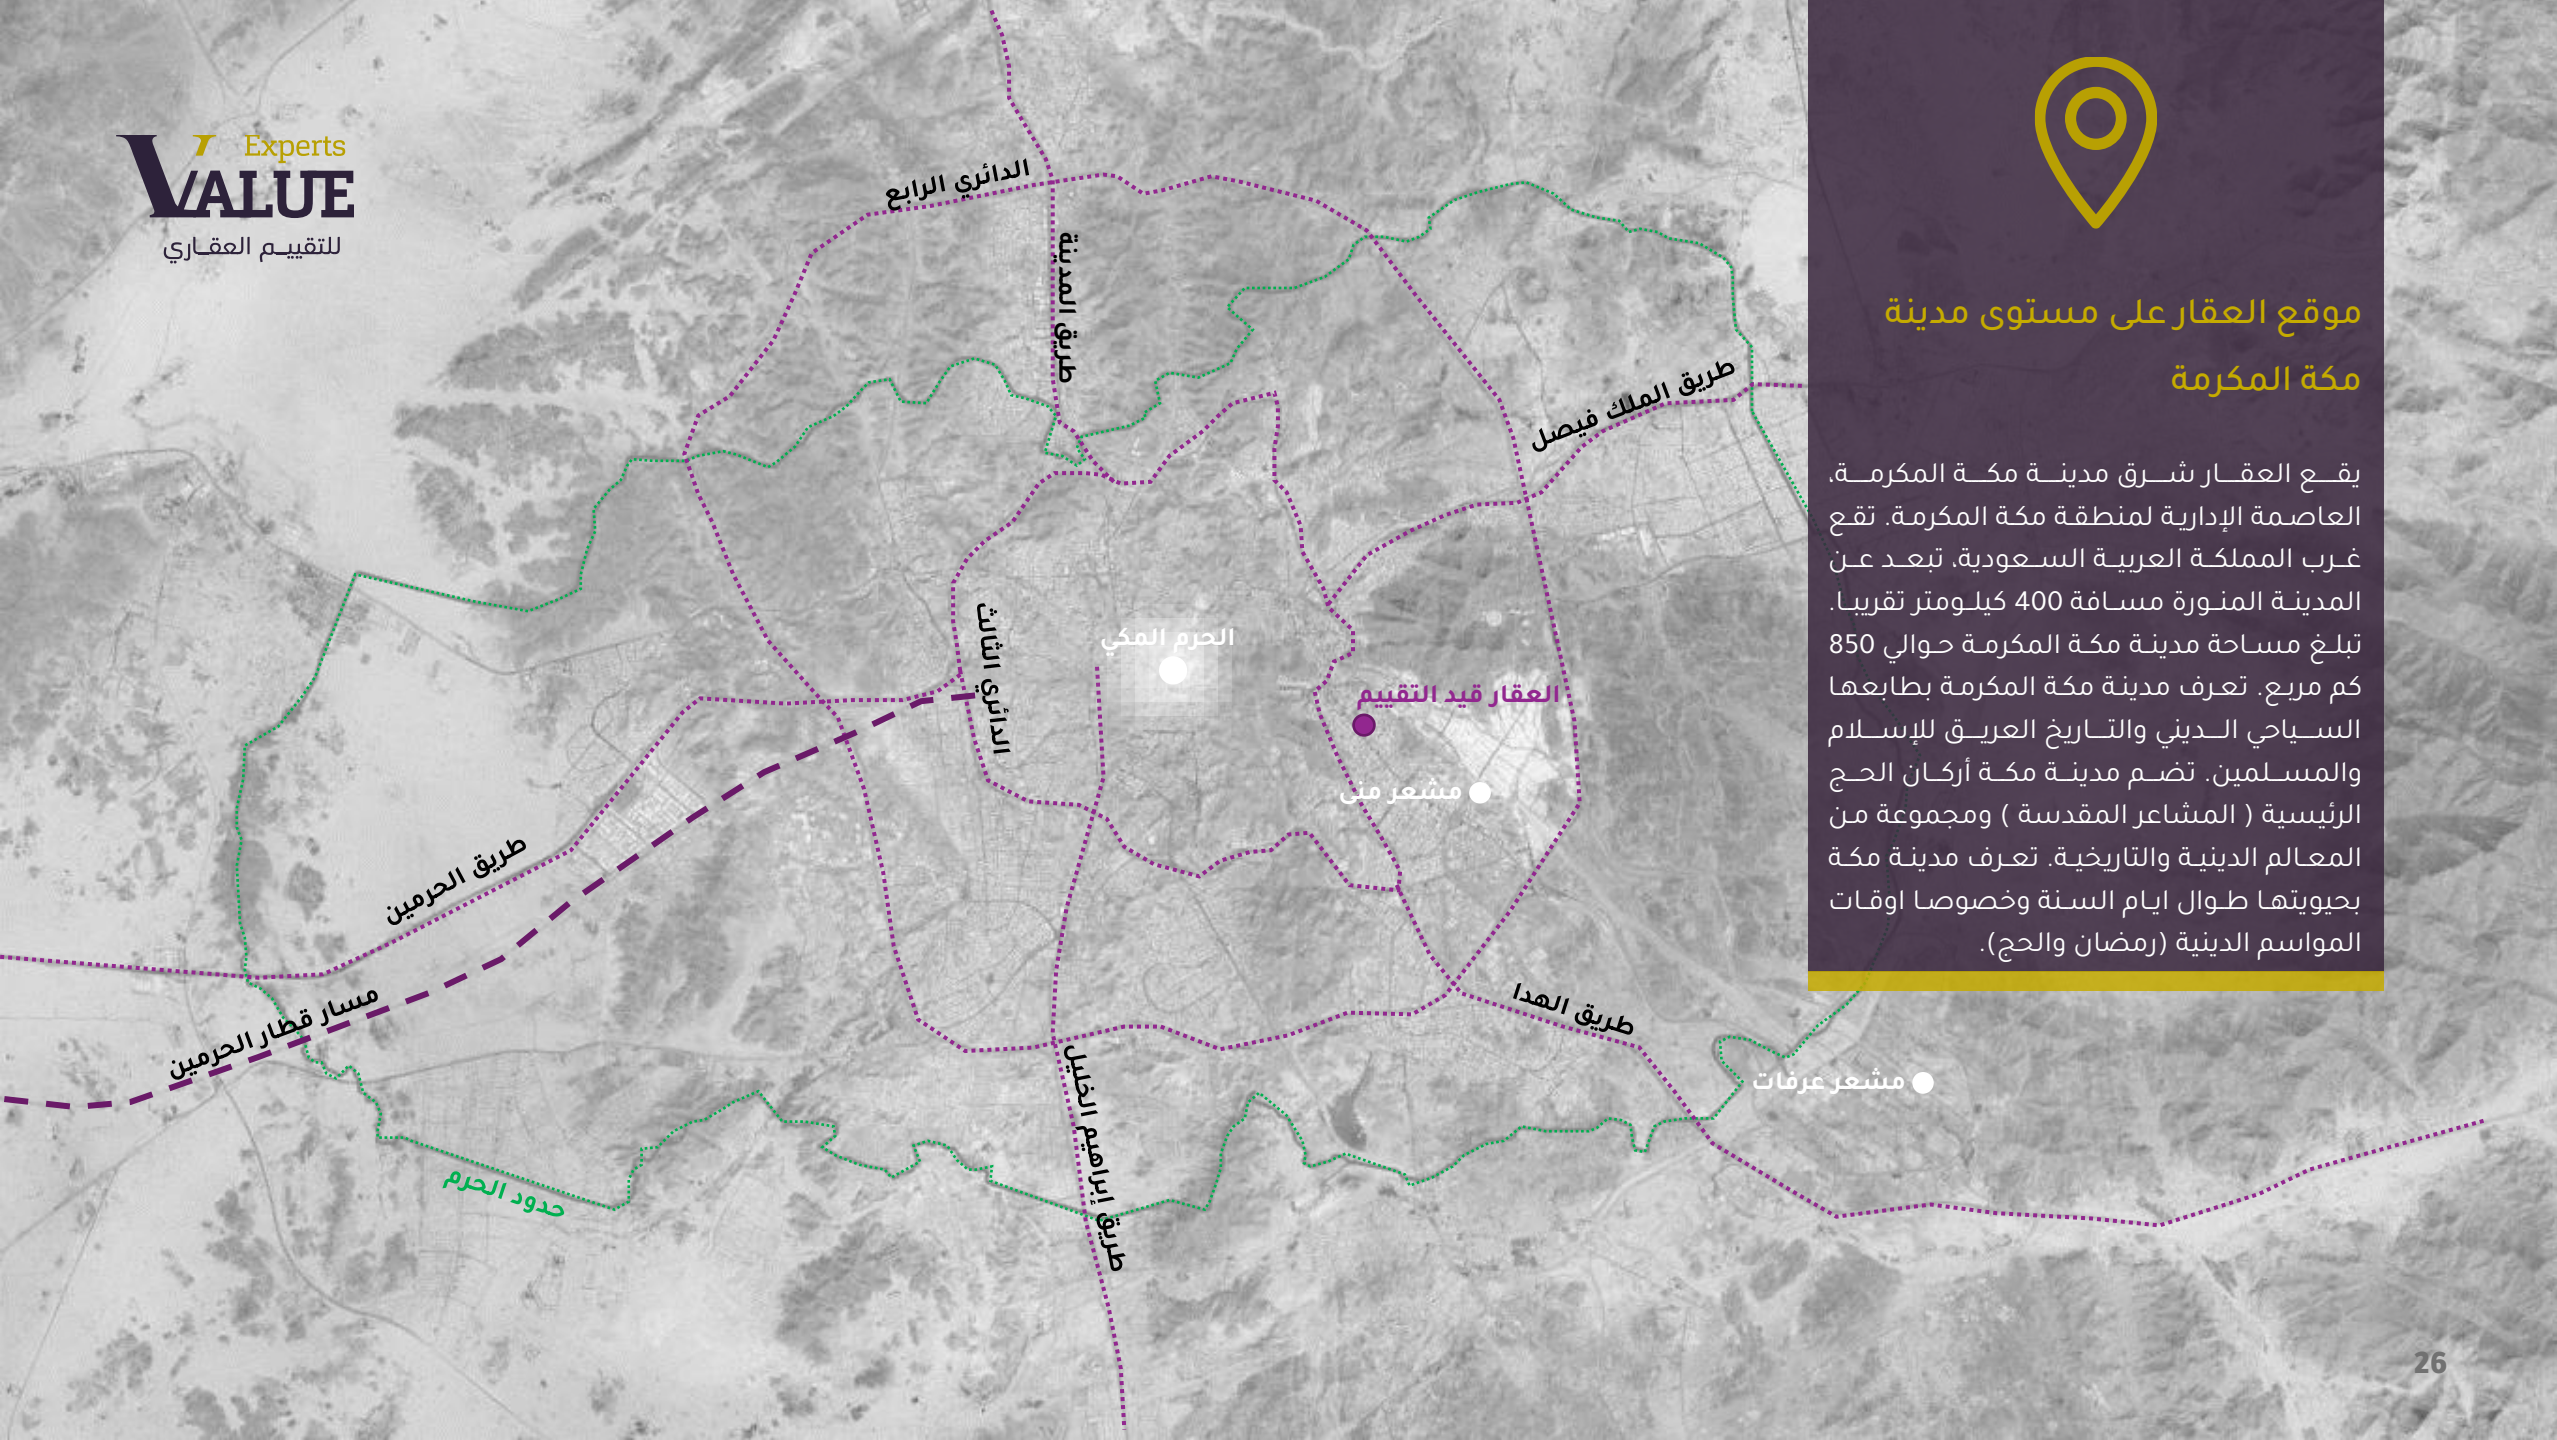 Experts
VALUE
للتقييم العقاري
موقع العقار على مستوى مدينة
مكة المكرمة
يقع العقار شرق مدينة مكة المكرمة،
العاصمة الإدارية لمنطقة مكة المكرمة. تقع
غرب المملكة العربية السعودية، تبعد عن
المدينة المنورة مسافة 400 كيلومتر تقريبا.
تبلغ مساحة مدينة مكة المكرمة حوالي 850
كم مربع. تعرف مدينة مكة المكرمة بطابعها
السياحي الديني والتاريخ العريق للإسلام
والمسلمين. تضم مدينة مكة أركان الحج
الرئيسية ( المشاعر المقدسة ) ومجموعة من
المعالم الدينية والتاريخية. تعرف مدينة مكة
بحيويتها طوال ايام السنة وخصوصا اوقات
المواسم الدينية (رمضان والحج).
الدائري الرابع
طريق المدينة
طريق الملك فيصل
الدائري الثالث
الحرم المكي
العقار قيد التقييم
مشعر منى
طريق الحرمين
مسار قطار الحرمين
طريق الهدا
مشعر عرفات
طريق إبراهيم الخليل
حدود الحرم
26